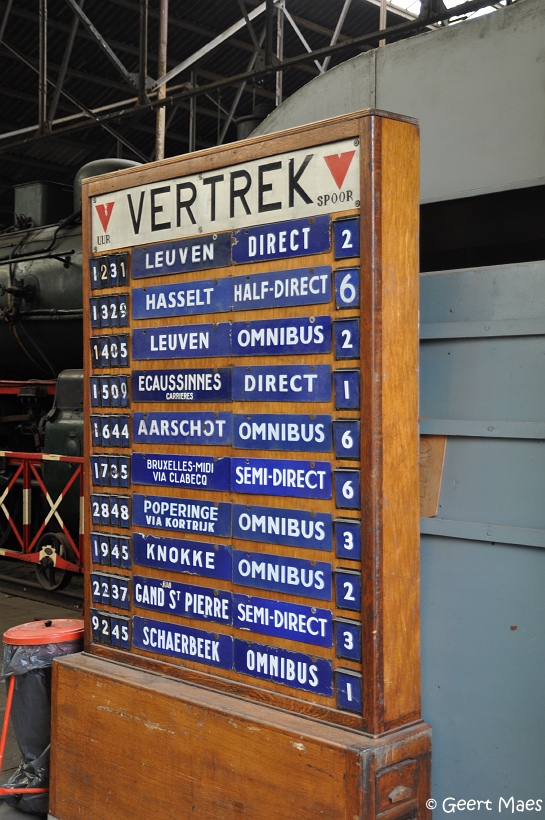 VERTREK
UUR SPOOR
1231 LEUVEN DIRECT 2
1329 HASSELT HALF-DIRECT 6
1405 LEUVEN OMNIBUS 2
1509 ECAUSSINNES DIRECT 1
CARRIERES
1644 AARSCHOT OMNIBUS 6
1735 BRUXELLES-MIDI SEMI-DIRECT 6
VIA CLABECQ
2848 POPERINGE OMNIBUS 3
VIA KORTRIJK
1945 KNOKKE OMNIBUS 2
2237 GAND ST PIERRE SEMI-DIRECT 3
9245 SCHAERBEEK OMNIBUS 1
© Geert Maes